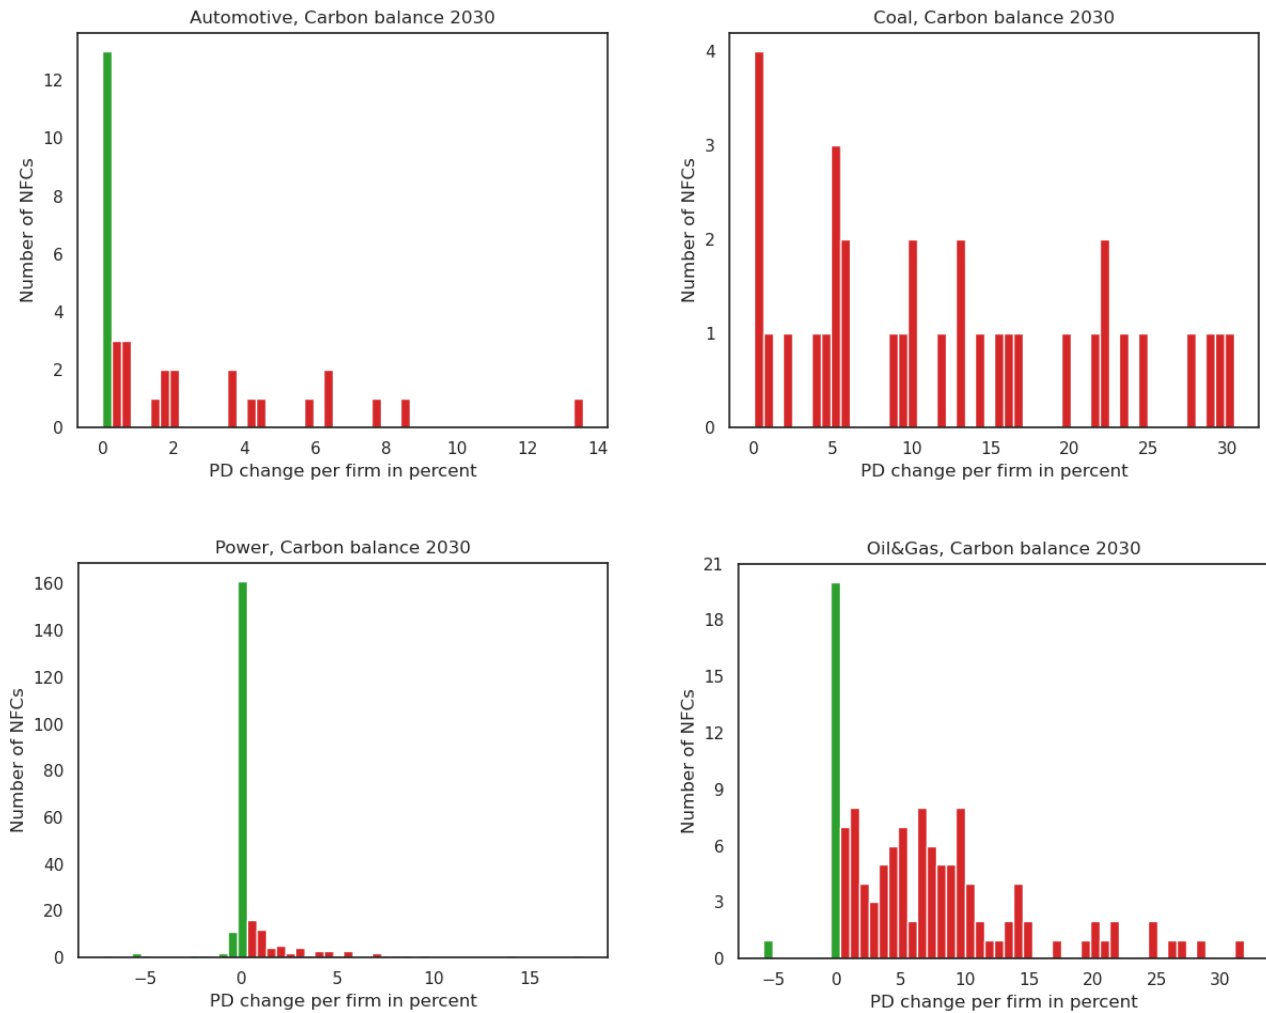 Automotive, Carbon balance 2030
Number of NFCs
12
10
8
6
4
2
0
0 2 4 6 8 10 12 14
PD change per firm in percent
Coal, Carbon balance 2030
Number of NFCs
4
3
2
1
0
0 5 10 15 20 25 30
PD change per firm in percent
Power, Carbon balance 2030
Number of NFCs
160
140
120
100
80
60
40
20
0
−5 0 5 10 15
PD change per firm in percent
Oil&Gas, Carbon balance 2030
Number of NFCs
21
18
15
12
9
6
3
0
−5 0 5 10 15 20 25 30
PD change per firm in percent